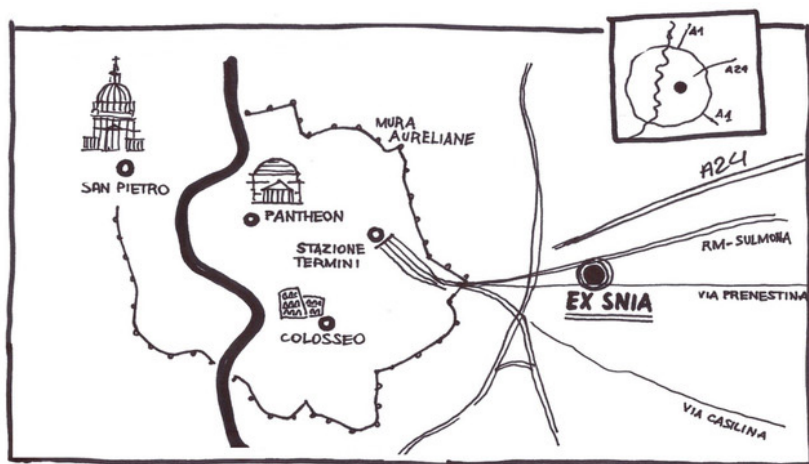 A1
A24
A1
MURA
AURELIANE
A24
SAN PIETRO
PANTHEON
RM-SULMONA
STAZIONE
TERMINI
EX SNIA
VIA PRENESTINA
COLOSSEO
VIA CASILINA